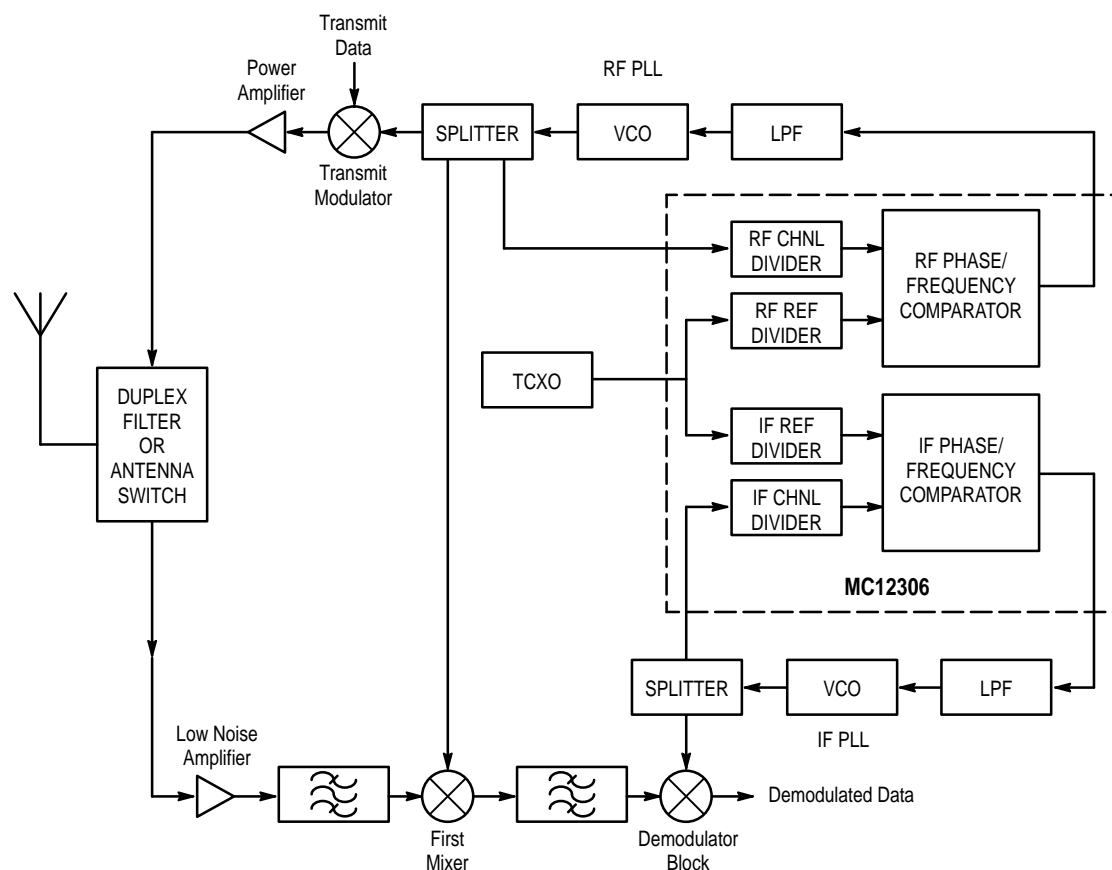 Transmit
Data
Power
Amplifier
RF PLL
SPLITTER
VCO
LPF
Transmit
Modulator
RF CHNL
DIVIDER
RF PHASE/
FREQUENCY
COMPARATOR
RF REF
DIVIDER
TCXO
DUPLEX
FILTER
OR
ANTENNA
SWITCH
IF REF
DIVIDER
IF PHASE/
FREQUENCY
COMPARATOR
IF CHNL
DIVIDER
MC12306
SPLITTER
VCO
LPF
IF PLL
Low Noise
Amplifier
Demodulated Data
First
Mixer
Demodulator
Block